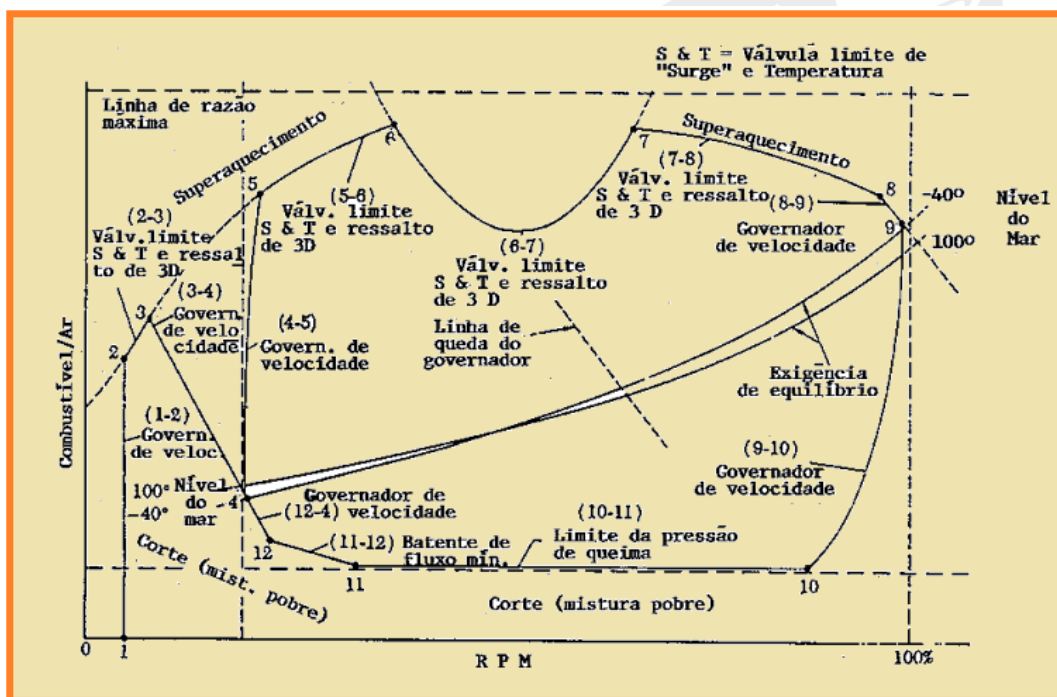 S & T = Válvula limite de
"Surge" e Temperatura
Linha de razão
máxima
Superaquecimento
6
7
Superaquecimento
(7-8)
Válv. limite
S & T e ressalto
de 3 D
5
(5-6)
Válv. limite
S & T e ressalto
de 3D
8
(8-9)
Governador
de velocidade
9
-40°
100°
Nível
do
Mar
(2-3)
Válv.limite
S & T e ressal
to de 3D
(6-7)
Válv. limite
S & T e ressalto
de 3 D
(3-4)
Govern.
de velo
cidade
3
2
(4-5)
Govern. de
velocidade
Linha de
queda do
governador
Exigência
de equilíbrio
Combustível/Ar
(1-2)
Govern.
de veloc.
(9-10)
Governador
de velocidade
100°
-40°
Nível
do
mar
4
Governador de
(12-4) velocidade
(10-11)
Limite da pressão
de queima
12
(11-12)
Batente de
fluxo mín.
11
10
Corte (mist. pobre)
Corte (mistura pobre)
0
1
R P M
100%